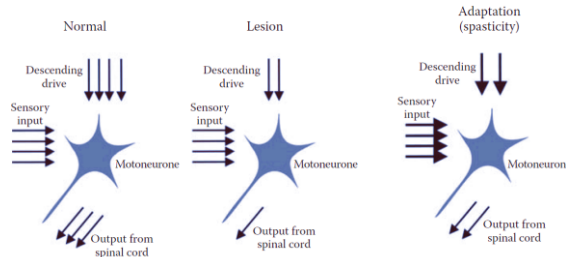 Normal
Descending
drive
Sensory
input
Motoneurone
Output from
spinal cord
Lesion
Descending
drive
Sensory
input
Motoneurone
Output from
spinal cord
Adaptation
(spasticity)
Descending
drive
Sensory
input
Motoneuron
Output from
spinal cord